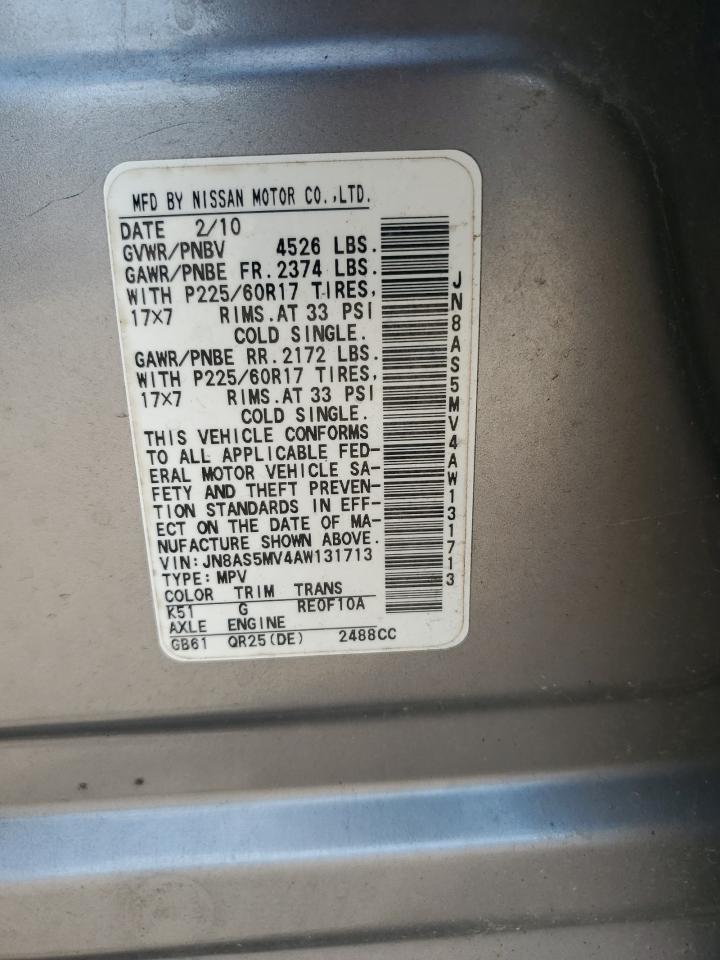 MFD BY NISSAN MOTOR CO.,LTD.
DATE 2/10
GVWR/PNBV 4526 LBS.
GAWR/PNBE FR. 2374 LBS.
WITH P225/60R17 TIRES,
17×7 RIMS.AT 33 PSI
COLD SINGLE.
GAWR/PNBE RR. 2172 LBS.
WITH P225/60R17 TIRES,
17×7 RIMS.AT 33 PSI
COLD SINGLE.
THIS VEHICLE CONFORMS
TO ALL APPLICABLE FED-
ERAL MOTOR VEHICLE SA-
FETY AND THEFT PREVEN-
TION STANDARDS IN EFF-
ECT ON THE DATE OF MA-
NUFACTURE SHOWN ABOVE.
VIN:JN8AS5MV4AW131713
TYPE:MPV
COLOR TRIM TRANS
K51 G RE0F10A
AXLE ENGINE
GB61 QR25(DE) 2488CC
JN8AS5MV4AW131713